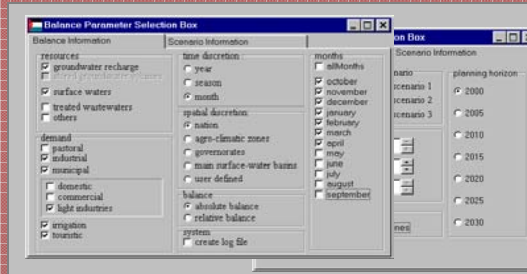 Balance Parameter Selection Box
Balance Information
Scenario Information
resources
groundwater recharge
surface waters
treated wastewaters
others
demand
pastoral
industrial
municipal
domestic
commercial
light industries
irrigation
touristic
time discretion
year
season
month
spatial discretion
nation
agro-climatic zones
governorates
main surface-water basins
user defined
balance
absolute balance
relative balance
system
create log file
months
allMonths
october
november
december
january
february
march
april
may
june
july
august
september
on Box
Scenario Information
nario
cenario 1
cenario 2
cenario 3
nes
planning horizon
2000
2005
2010
2015
2020
2025
2030